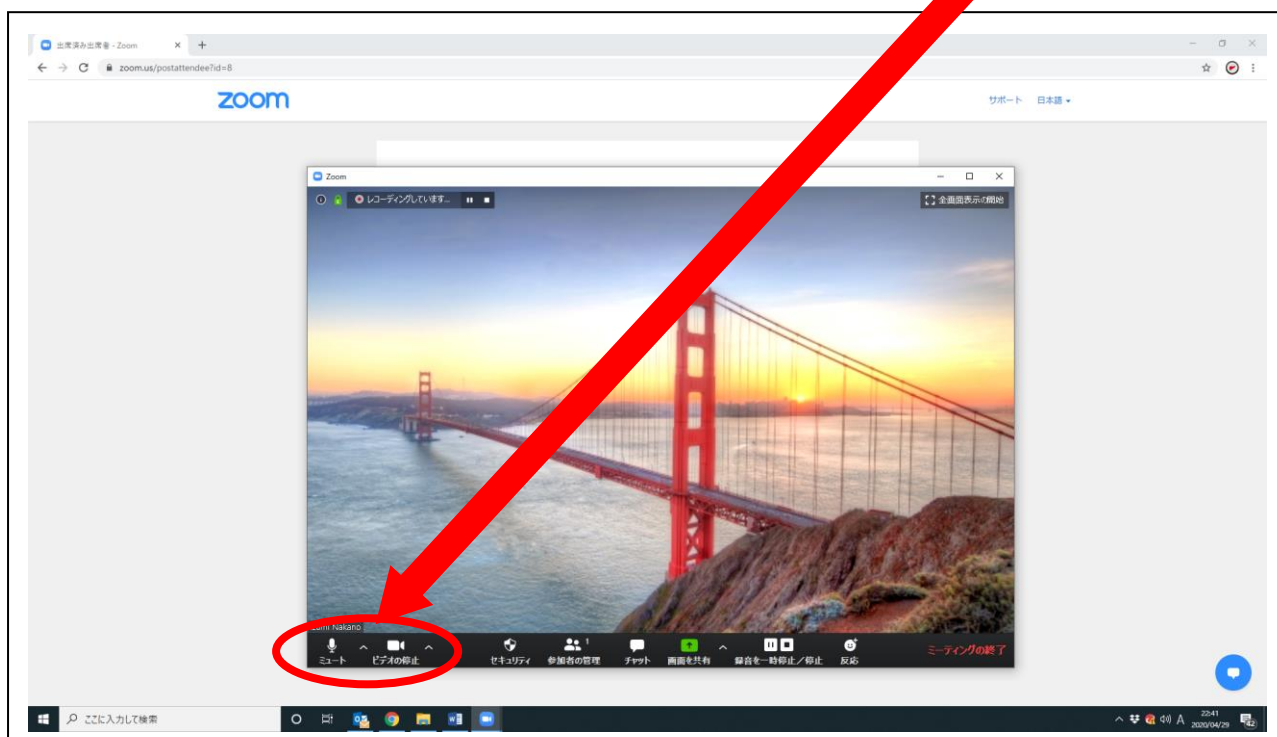 出席済み出席者 - Zoom
zoom.us/postattendee?id=8
zoom
サポート 日本語
Zoom
レコーディングしています...
全画面表示の開始
Nakano
ミュート ビデオの停止 セキュリティ 参加者の管理 1 チャット 画面を共有 録音を一時停止/停止 反応 ミーティングの終了
ここに入力して検索
A 22:41
2020/04/29
42